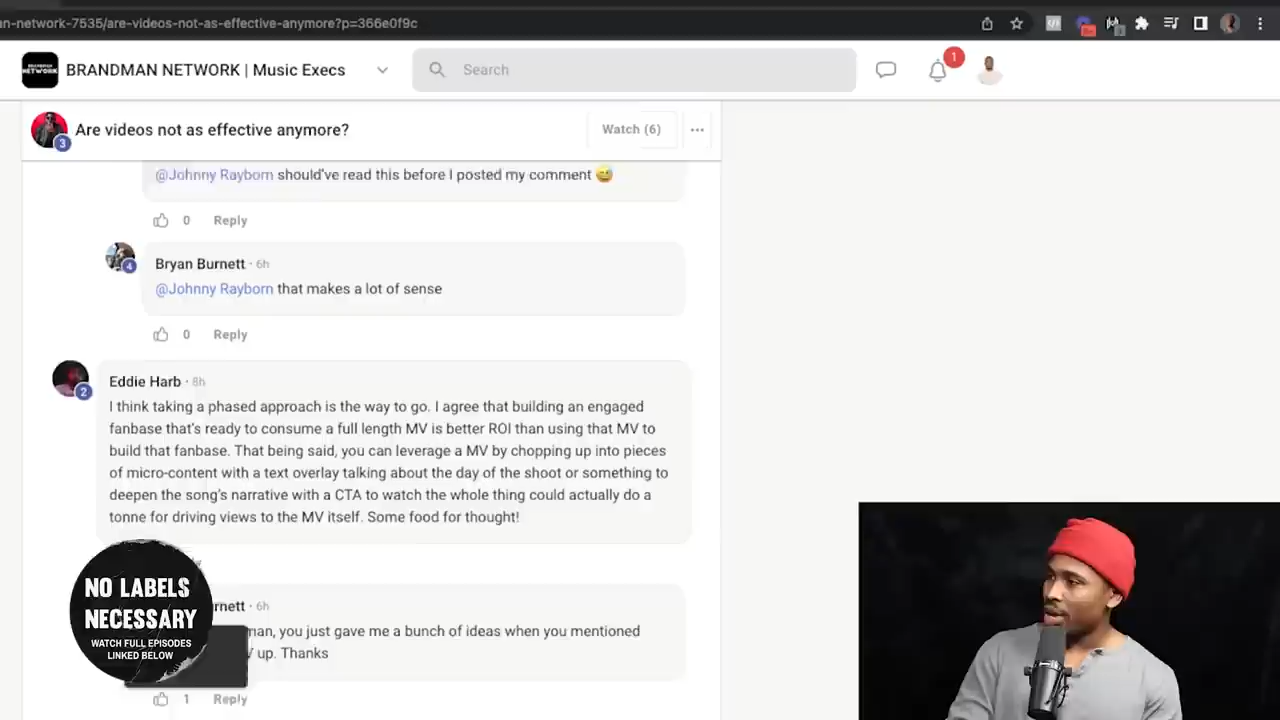 n-network-7535/are-videos-not-as-effective-anymore?p=366e0f9c
BRANDMAN NETWORK | Music Execs
Search
1
3
Are videos not as effective anymore?
Watch (6)
@Johnny Rayborn should've read this before I posted my comment 😅
0 Reply
4
Bryan Burnett · 6h
@Johnny Rayborn that makes a lot of sense
0 Reply
2
Eddie Harb · 8h
I think taking a phased approach is the way to go. I agree that building an engaged
fanbase that's ready to consume a full length MV is better ROI than using that MV to
build that fanbase. That being said, you can leverage a MV by chopping up into pieces
of micro-content with a text overlay talking about the day of the shoot or something to
deepen the song's narrative with a CTA to watch the whole thing could actually do a
tonne for driving views to the MV itself. Some food for thought!
NO LABELS
NECESSARY
WATCH FULL EPISODES
LINKED BELOW
rnett · 6h
man, you just gave me a bunch of ideas when you mentioned
V up. Thanks
1 Reply